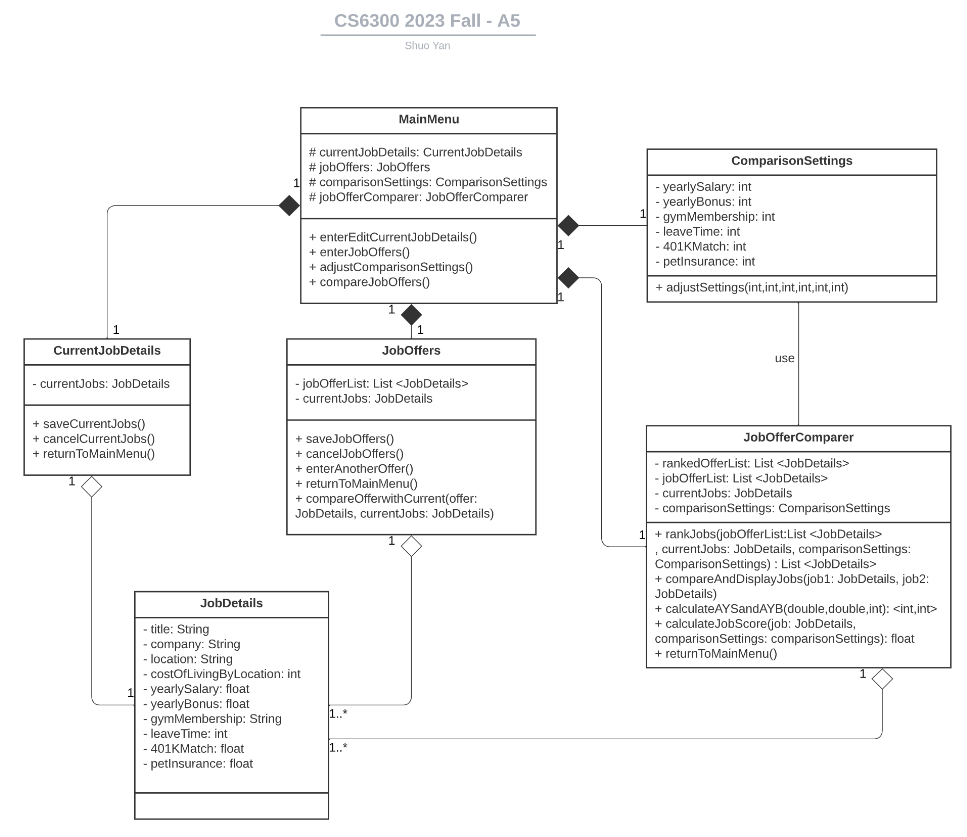 CS6300 2023 Fall - A5
Shuo Yan
MainMenu
# currentJobDetails: CurrentJobDetails
# jobOffers: JobOffers
# comparisonSettings: ComparisonSettings
# jobOfferComparer: JobOfferComparer
+ enterEditCurrentJobDetails()
+ enterJobOffers()
+ adjustComparisonSettings()
+ compareJobOffers()
1
1
1
1
1
1
1
1
ComparisonSettings
- yearlySalary: int
- yearlyBonus: int
- gymMembership: int
- leaveTime: int
- 401KMatch: int
- petInsurance: int
+ adjustSettings(int,int,int,int,int,int)
use
CurrentJobDetails
- currentJobs: JobDetails
+ saveCurrentJobs()
+ cancelCurrentJobs()
+ returnToMainMenu()
1
1
JobOffers
- jobOfferList: List <JobDetails>
- currentJobs: JobDetails
+ saveJobOffers()
+ cancelJobOffers()
+ enterAnotherOffer()
+ returnToMainMenu()
+ compareOfferwithCurrent(offer:
JobDetails, currentJobs: JobDetails)
1
1..*
JobOfferComparer
- rankedOfferList: List <JobDetails>
- jobOfferList: List <JobDetails>
- currentJobs: JobDetails
- comparisonSettings: ComparisonSettings
+ rankJobs(jobOfferList:List <JobDetails>
, currentJobs: JobDetails, comparisonSettings:
ComparisonSettings) : List <JobDetails>
+ compareAndDisplayJobs(job1: JobDetails, job2:
JobDetails)
+ calculateAYSandAYB(double,double,int): <int,int>
+ calculateJobScore(job: JobDetails,
comparisonSettings: comparisonSettings): float
+ returnToMainMenu()
1
1..*
JobDetails
- title: String
- company: String
- location: String
- costOfLivingByLocation: int
- yearlySalary: float
- yearlyBonus: float
- gymMembership: String
- leaveTime: int
- 401KMatch: float
- petInsurance: float